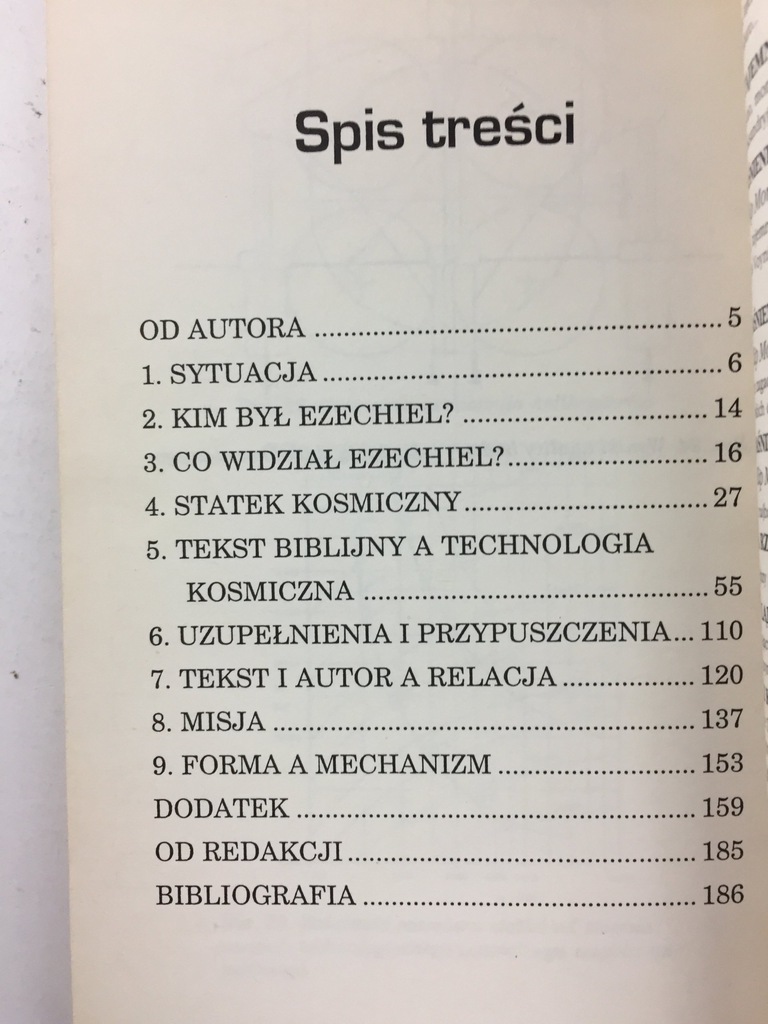 Spis treści
OD AUTORA ........................................................ 5
1. SYTUACJA ...................................................... 6
2. KIM BYŁ EZECHIEL? .................................. 14
3. CO WIDZIAŁ EZECHIEL? ............................ 16
4. STATEK KOSMICZNY .................................. 27
5. TEKST BIBLIJNY A TECHNOLOGIA
KOSMICZNA ................................................ 55
6. UZUPEŁNIENIA I PRZYPUSZCZENIA... 110
7. TEKST I AUTOR A RELACJA .................. 120
8. MISJA .......................................................... 137
9. FORMA A MECHANIZM ........................... 153
DODATEK ....................................................... 159
OD REDAKCJI ................................................ 185
BIBLIOGRAFIA .............................................. 186